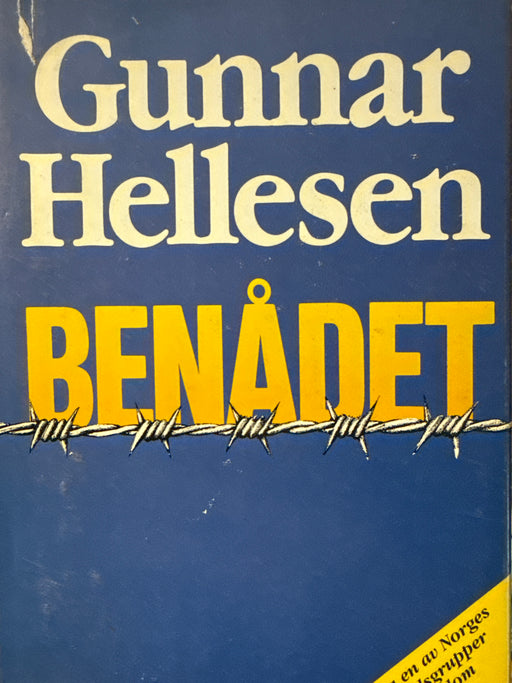 Gunnar
Hellesen
BENÅDET
en av Norges